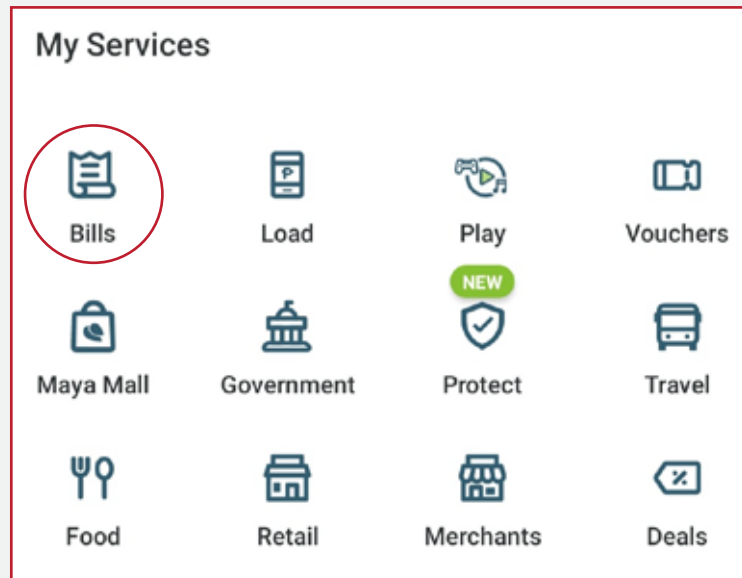 My Services
Bills Load Play Vouchers
NEW
Maya Mall Government Protect Travel
Food Retail Merchants Deals